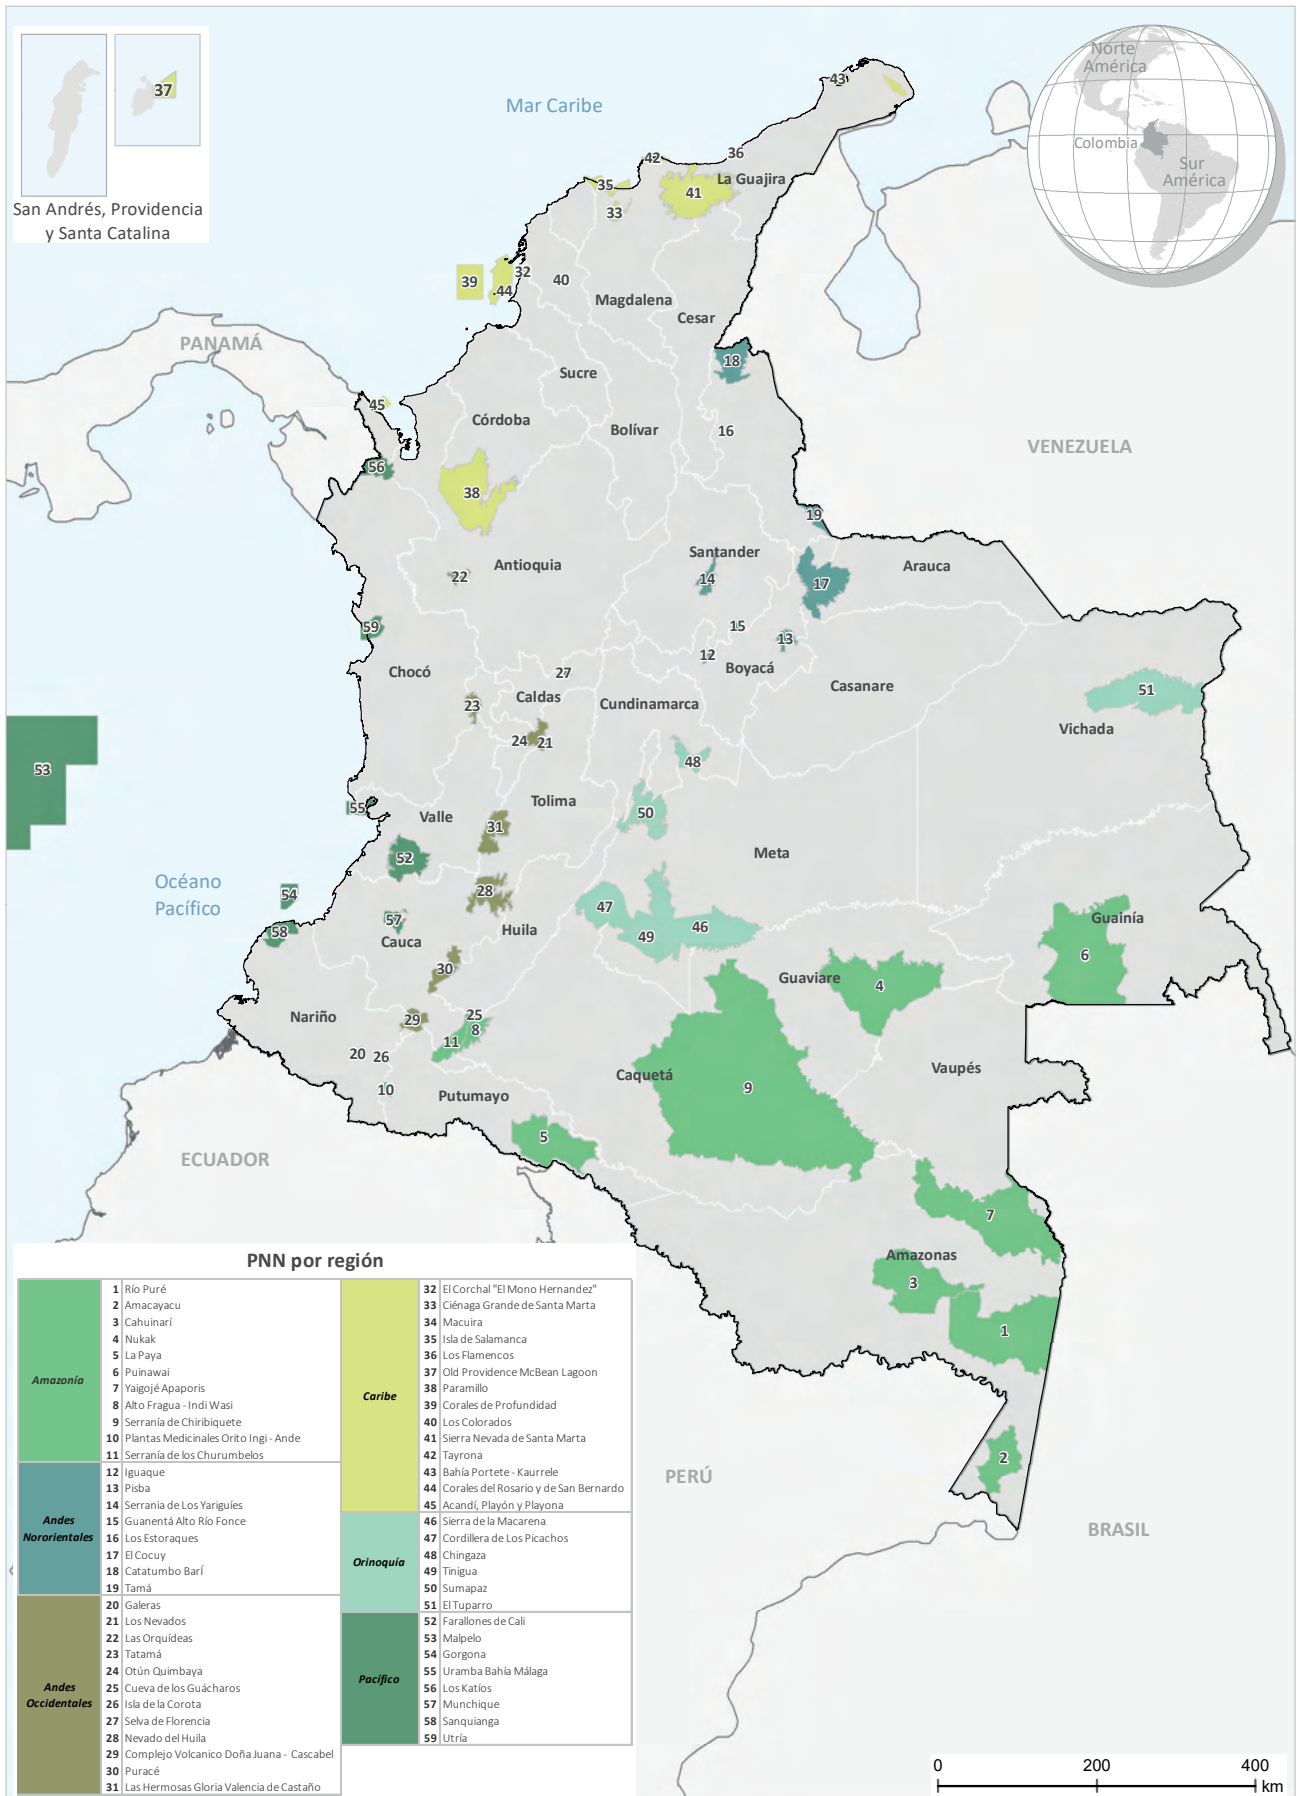 37
San Andrés, Providencia
y Santa Catalina
Mar Caribe
Norte
América
Colombia
Sur
América
43
36
42
La Guajira
35
41
33
32
39
44
40
Magdalena
Cesar
PANAMÁ
18
Sucre
45
Córdoba
Bolívar
16
VENEZUELA
56
38
19
Santander
Antioquia
Arauca
22
14
17
59
15
13
12
Boyacá
Chocó
27
Caldas
Casanare
23
Cundinamarca
51
Vichada
24
21
48
53
Tolima
55
Valle
50
31
Meta
52
Océano
Pacífico
54
28
47
57
58
Cauca
Huila
49
46
Guainía
6
30
Guaviare
4
Nariño
29
25
8
11
20
26
Caquetá
Vaupés
9
10
Putumayo
5
ECUADOR
7
Amazonas
3
1
2
PERÚ
BRASIL
PNN por región
Amazonía
1 Río Puré
2 Amacayacu
3 Cahuinarí
4 Nukak
5 La Paya
6 Puinawai
7 Yaigojé Apaporis
8 Alto Fragua - Indi Wasi
9 Serranía de Chiribiquete
10 Plantas Medicinales Orito Ingi - Ande
11 Serranía de los Churumbelos
Andes
Nororientales
12 Iguaque
13 Pisba
14 Serrania de Los Yariguíes
15 Guanentá Alto Río Fonce
16 Los Estoraques
17 El Cocuy
18 Catatumbo BarÍ
19 Tamá
Andes
Occidentales
20 Galeras
21 Los Nevados
22 Las Orquídeas
23 Tatamá
24 Otún Quimbaya
25 Cueva de los Guácharos
26 Isla de la Corota
27 Selva de Florencia
28 Nevado del Huila
29 Complejo Volcanico Doña Juana - Cascabel
30 Puracé
31 Las Hermosas Gloria Valencia de Castaño
Caribe
32 El Corchal "El Mono Hernandez"
33 Ciénaga Grande de Santa Marta
34 Macuira
35 Isla de Salamanca
36 Los Flamencos
37 Old Providence McBean Lagoon
38 Paramillo
39 Corales de Profundidad
40 Los Colorados
41 Sierra Nevada de Santa Marta
42 Tayrona
43 Bahía Portete - Kaurrele
44 Corales del Rosario y de San Bernardo
45 Acandí, Playón y Playona
Orinoquía
46 Sierra de la Macarena
47 Cordillera de Los Picachos
48 Chingaza
49 Tinigua
50 Sumapaz
51 El Tuparro
Pacífico
52 Farallones de Cali
53 Malpelo
54 Gorgona
55 Uramba Bahía Málaga
56 Los Katíos
57 Munchique
58 Sanquianga
59 Utría
0 200 400
km